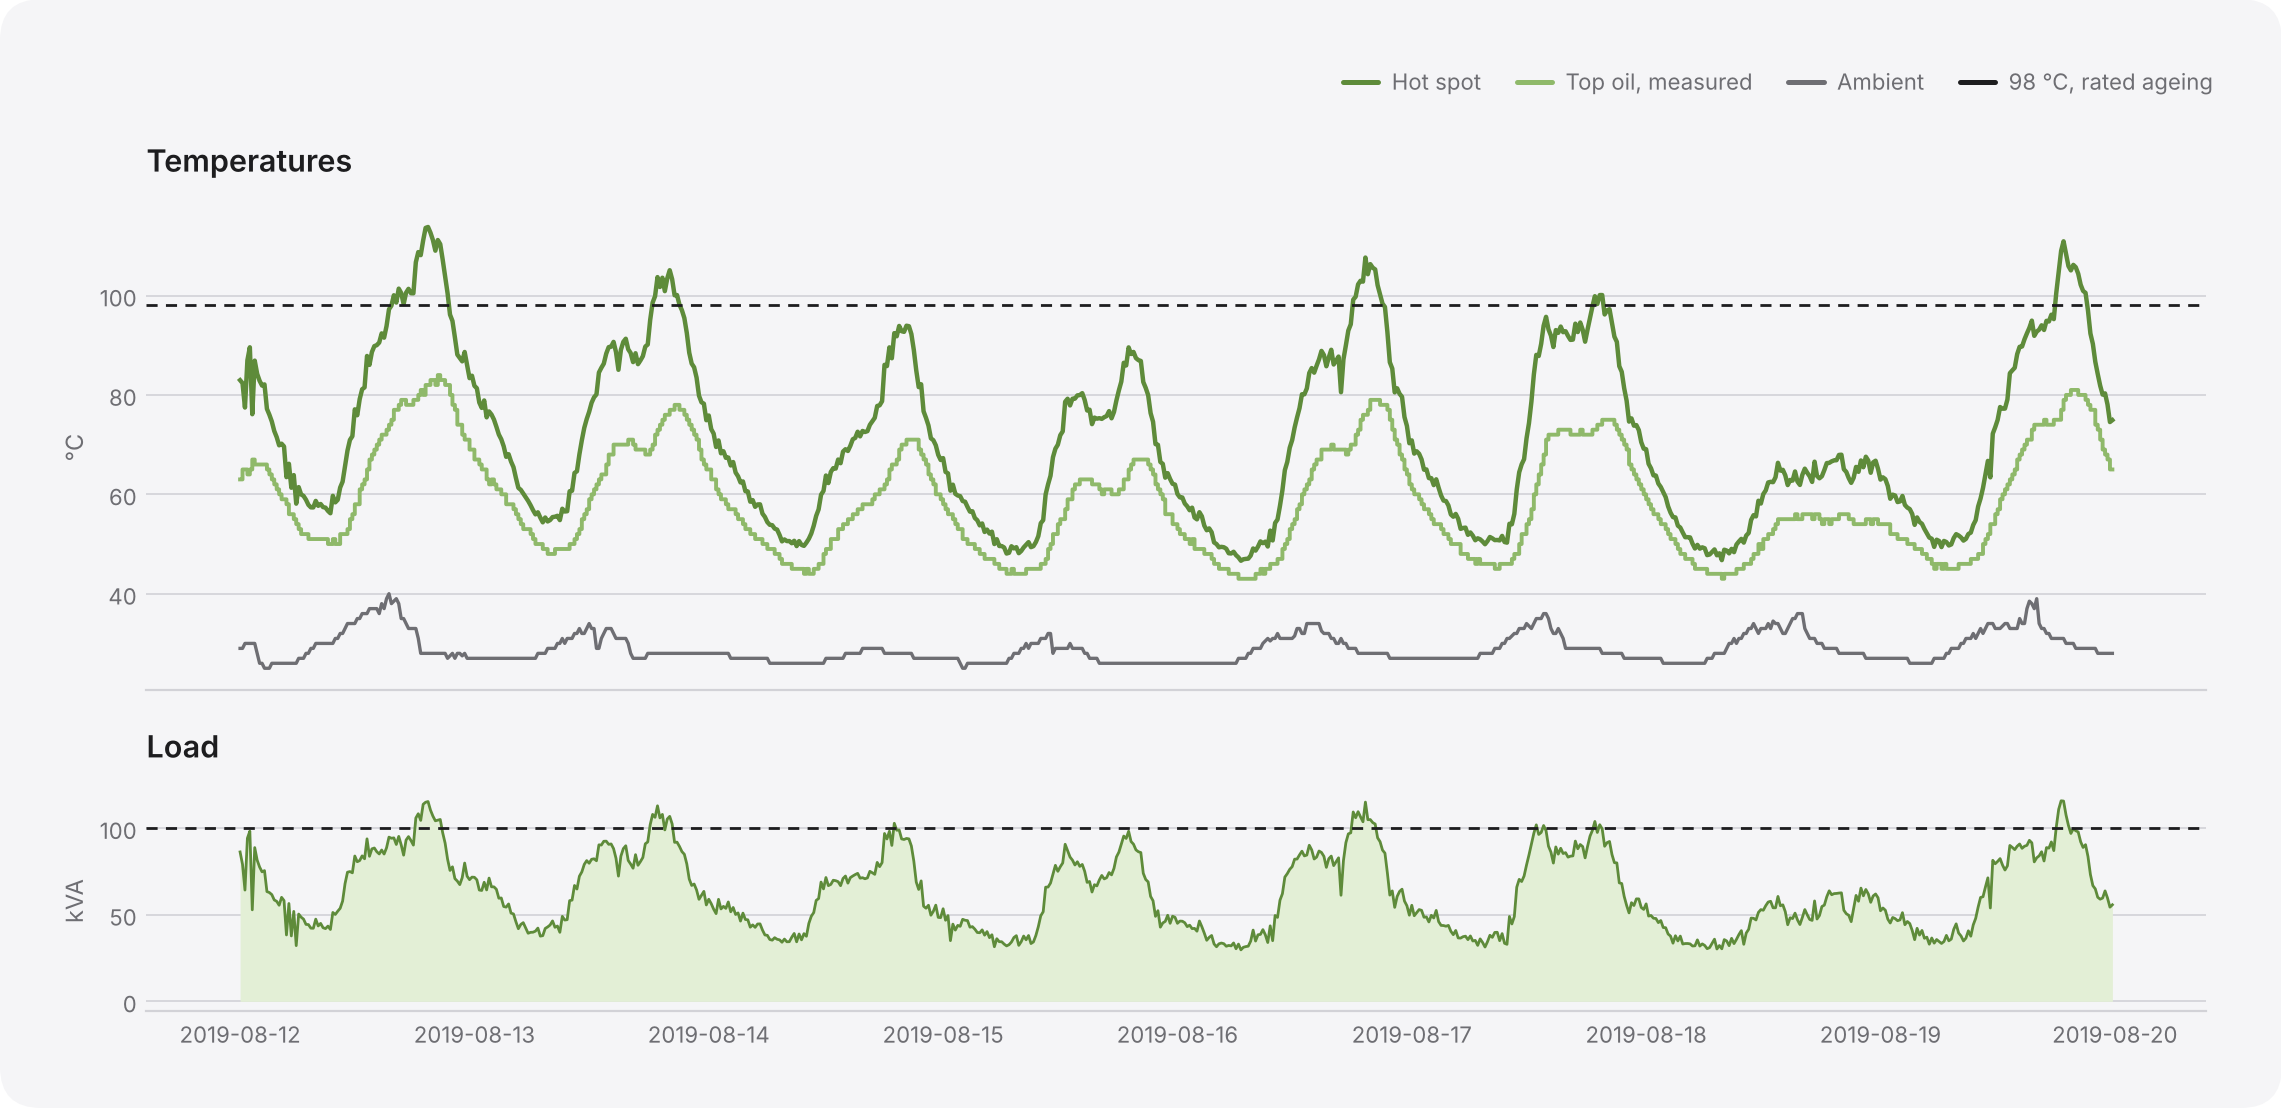 Hot spot Top oil, measured Ambient 98 °C, rated ageing
Temperatures
100
80
60
40
°C
Load
100
50
0
kVA
2019-08-12 2019-08-13 2019-08-14 2019-08-15 2019-08-16 2019-08-17 2019-08-18 2019-08-19 2019-08-20